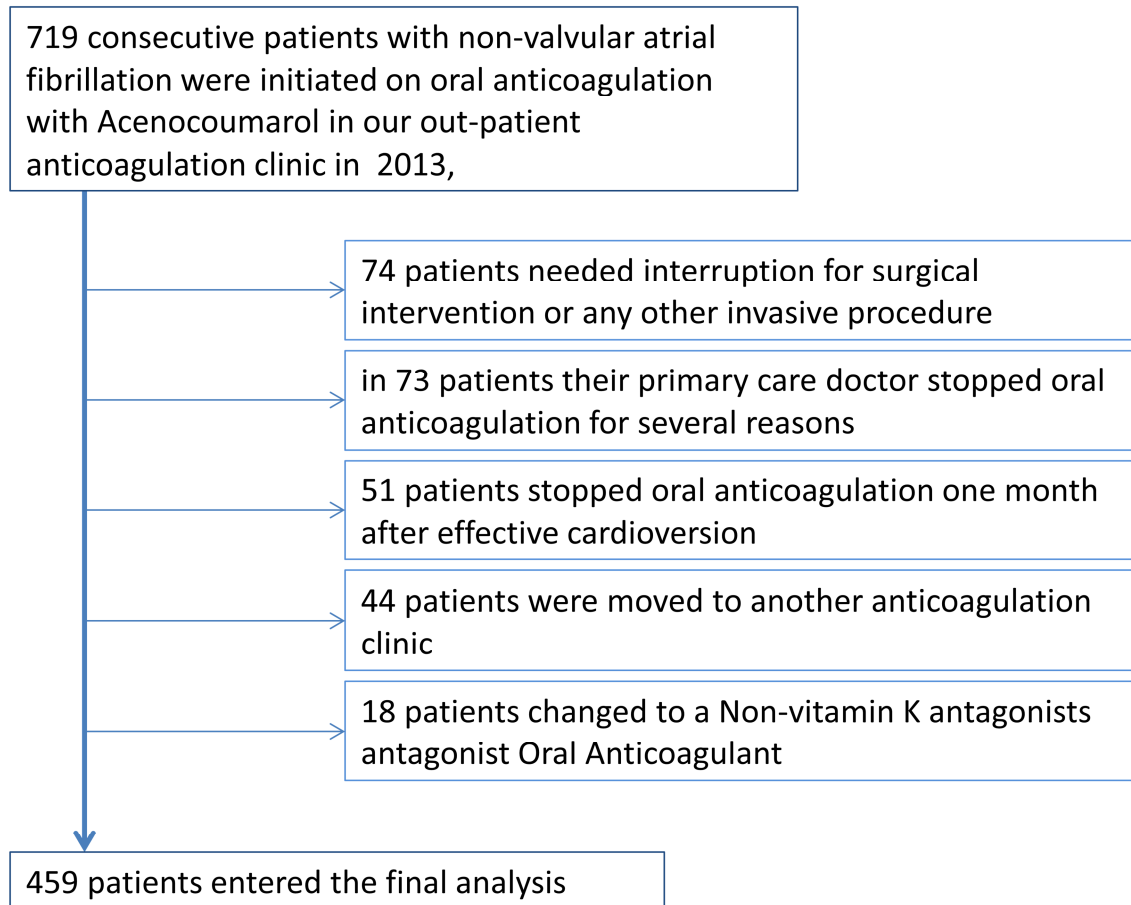 719 consecutive patients with non-valvular atrial
fibrillation were initiated on oral anticoagulation
with Acenocoumarol in our out-patient
anticoagulation clinic in  2013,
74 patients needed interruption for surgical
intervention or any other invasive procedure
in 73 patients their primary care doctor stopped oral
anticoagulation for several reasons
51 patients stopped oral anticoagulation one month
after effective cardioversion
44 patients were moved to another anticoagulation
clinic
18 patients changed to a Non-vitamin K antagonists
antagonist Oral Anticoagulant
459 patients entered the final analysis